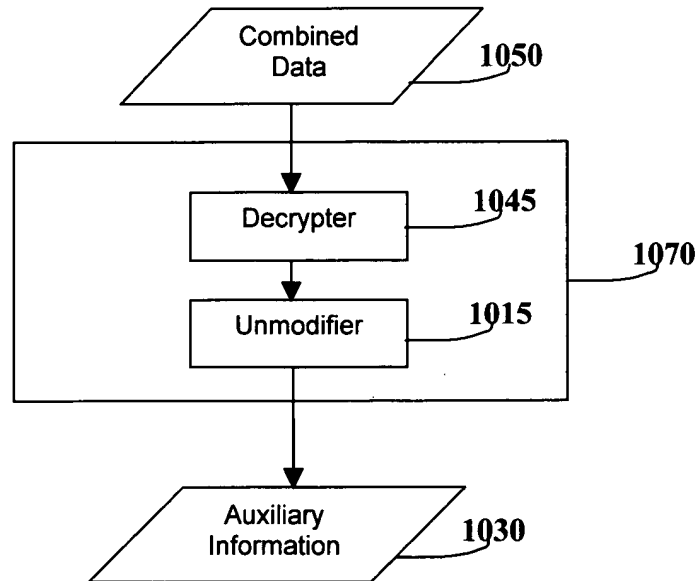 Combined
Data
1050
Decrypter
1045
1070
Unmodifier
1015
Auxiliary
Information
1030